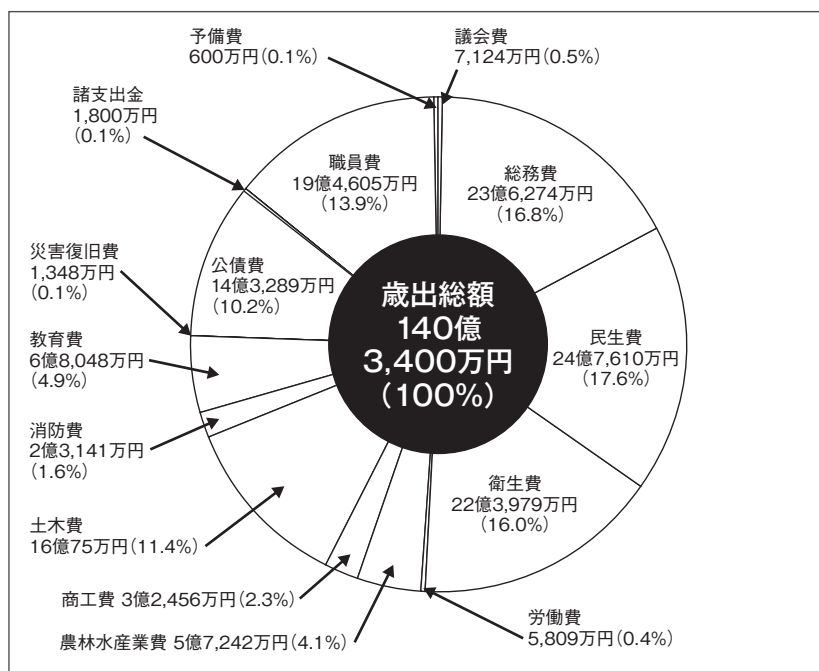 予備費
600万円(0.1%)
議会費
7,124万円(0.5%)
諸支出金
1,800万円
(0.1%)
職員費
19億4,605万円
(13.9%)
総務費
23億6,274万円
(16.8%)
災害復旧費
1,348万円
(0.1%)
公債費
14億3,289万円
(10.2%)
歳出総額
140億
3,400万円
(100%)
民生費
24億7,610万円
(17.6%)
教育費
6億8,048万円
(4.9%)
消防費
2億3,141万円
(1.6%)
衛生費
22億3,979万円
(16.0%)
土木費
16億75万円(11.4%)
商工費 3億2,456万円(2.3%)
農林水産業費 5億7,242万円(4.1%)
労働費
5,809万円(0.4%)